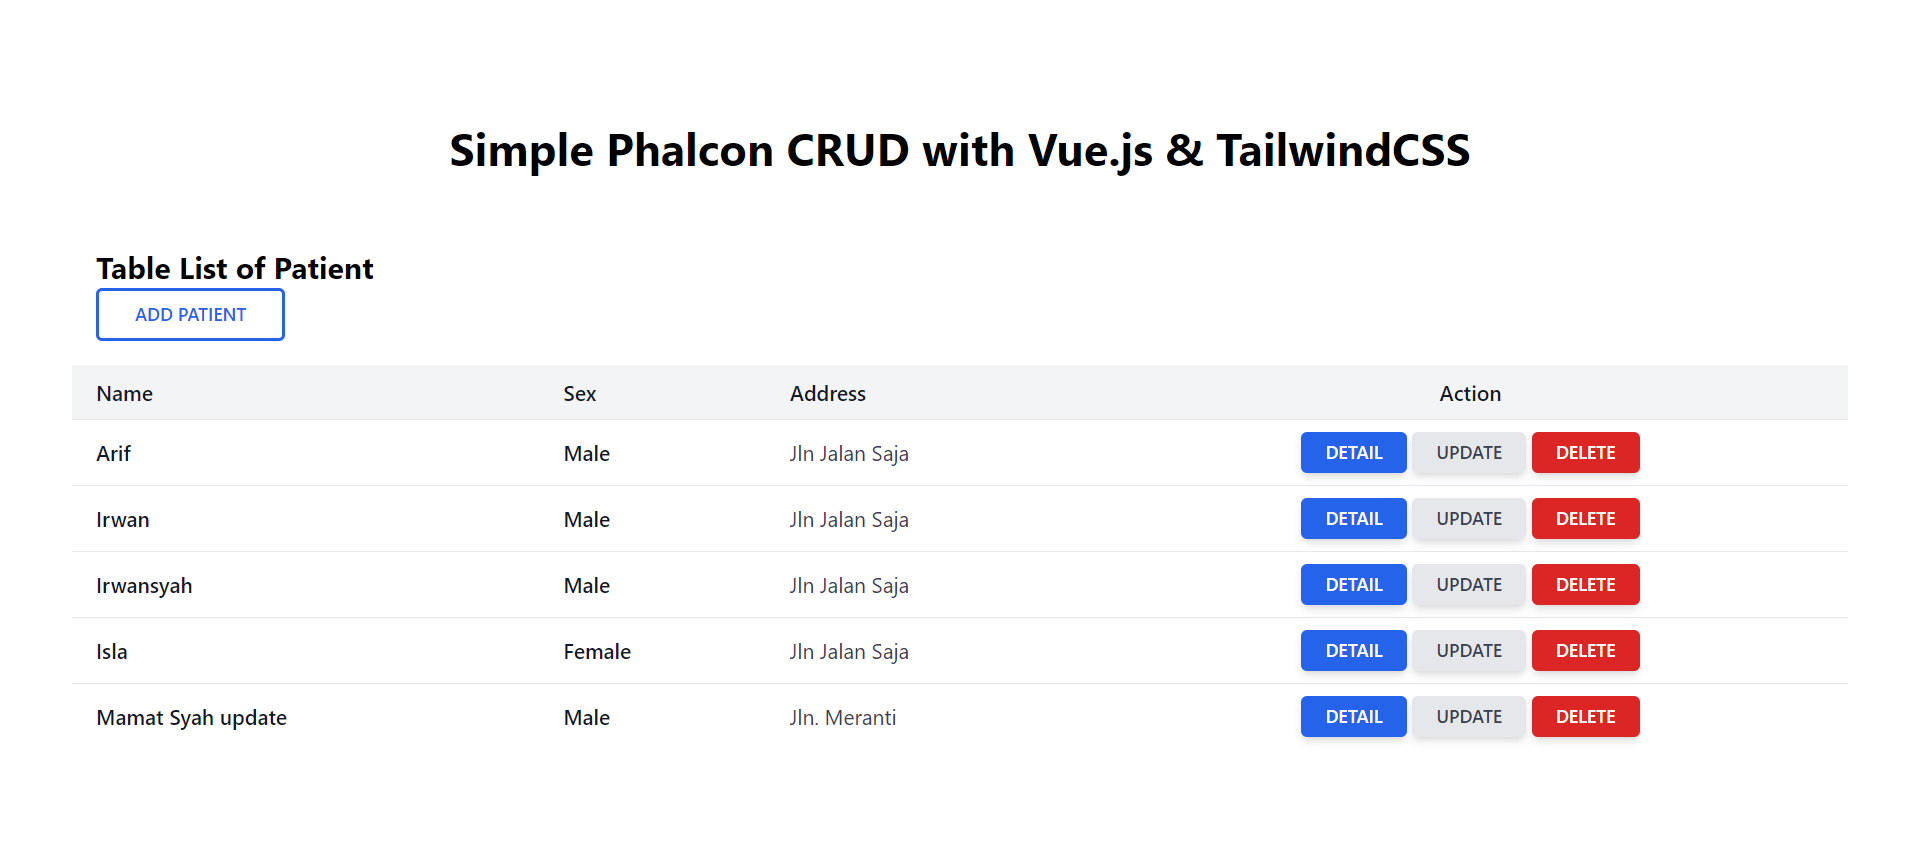 Simple Phalcon CRUD with Vue.js & TailwindCSS
Table List of Patient
ADD PATIENT
Name Sex Address Action
Arif Male Jln Jalan Saja DETAIL UPDATE DELETE
Irwan Male Jln Jalan Saja DETAIL UPDATE DELETE
Irwansyah Male Jln Jalan Saja DETAIL UPDATE DELETE
Isla Female Jln Jalan Saja DETAIL UPDATE DELETE
Mamat Syah update Male Jln. Meranti DETAIL UPDATE DELETE